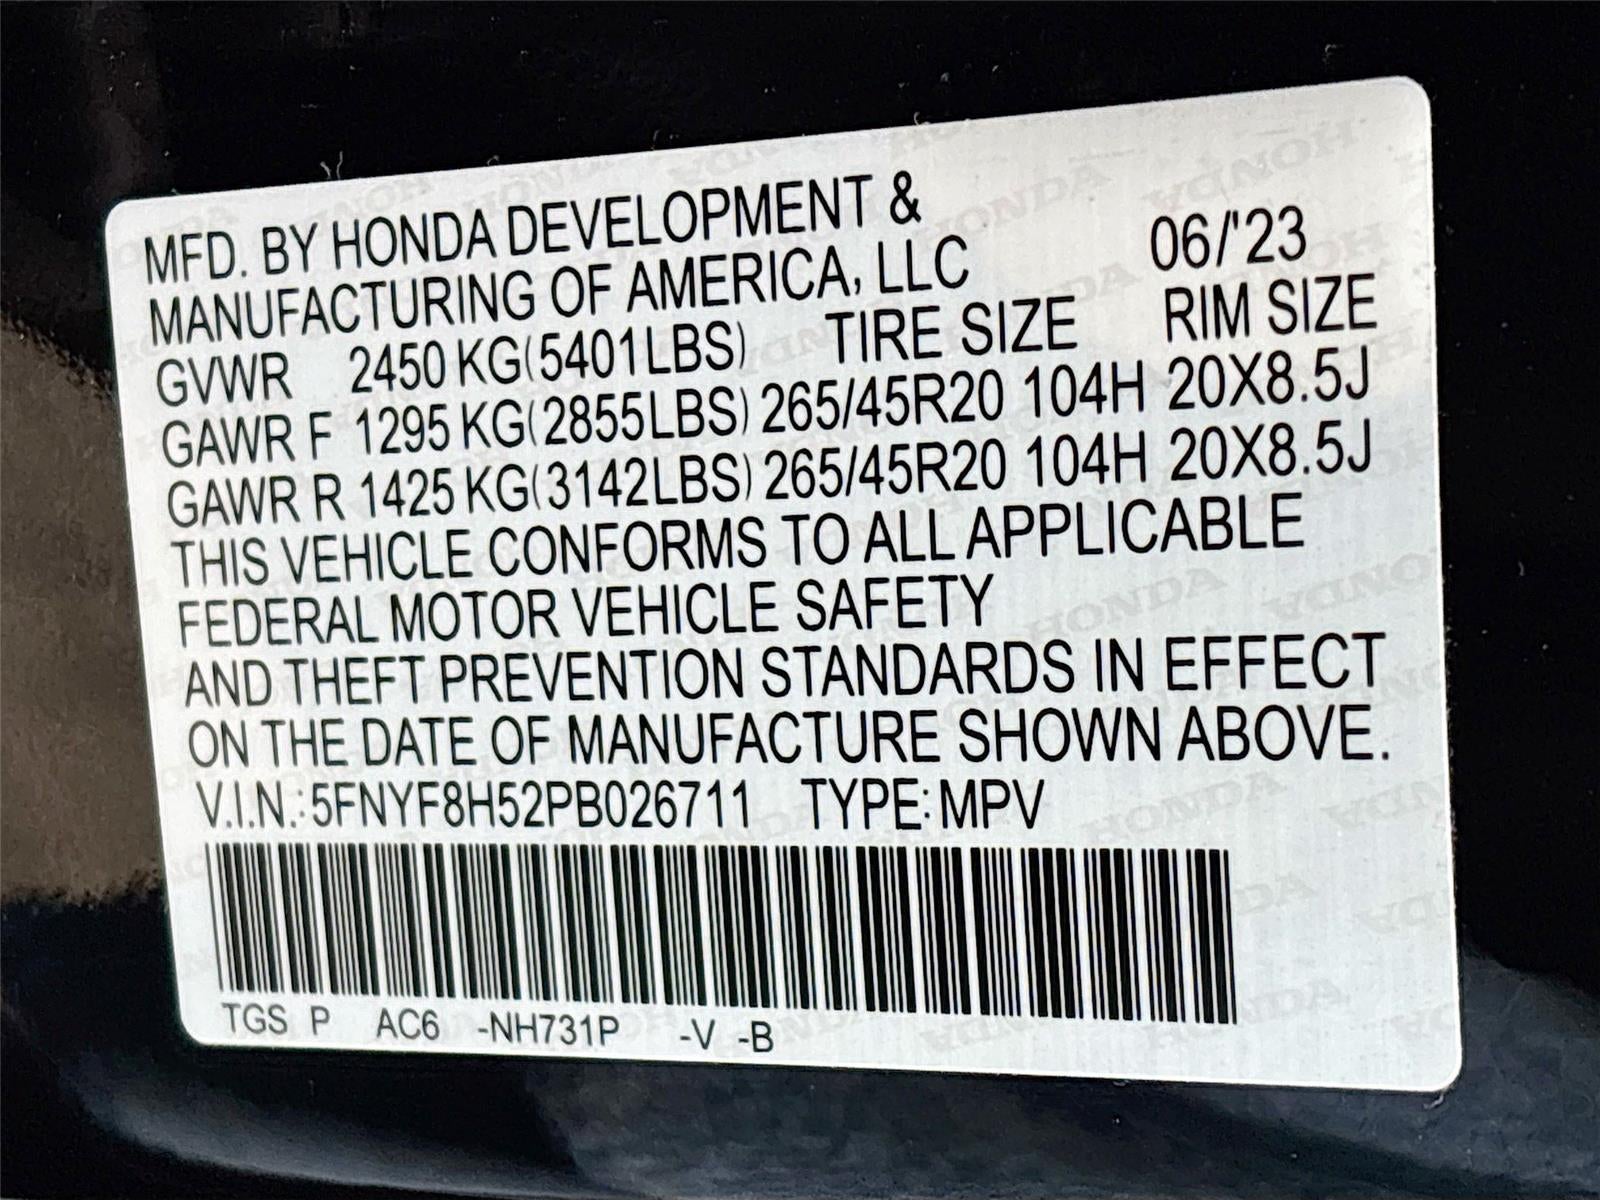 MFD. BY HONDA DEVELOPMENT &
MANUFACTURING OF AMERICA, LLC 06/'23
GVWR 2450 KG(5401LBS) TIRE SIZE RIM SIZE
GAWR F 1295 KG(2855LBS) 265/45R20 104H 20X8.5J
GAWR R 1425 KG(3142LBS) 265/45R20 104H 20X8.5J
THIS VEHICLE CONFORMS TO ALL APPLICABLE
FEDERAL MOTOR VEHICLE SAFETY
AND THEFT PREVENTION STANDARDS IN EFFECT
ON THE DATE OF MANUFACTURE SHOWN ABOVE.
V.I.N.:5FNYF8H52PB026711 TYPE:MPV
TGS P AC6 -NH731P -V -B